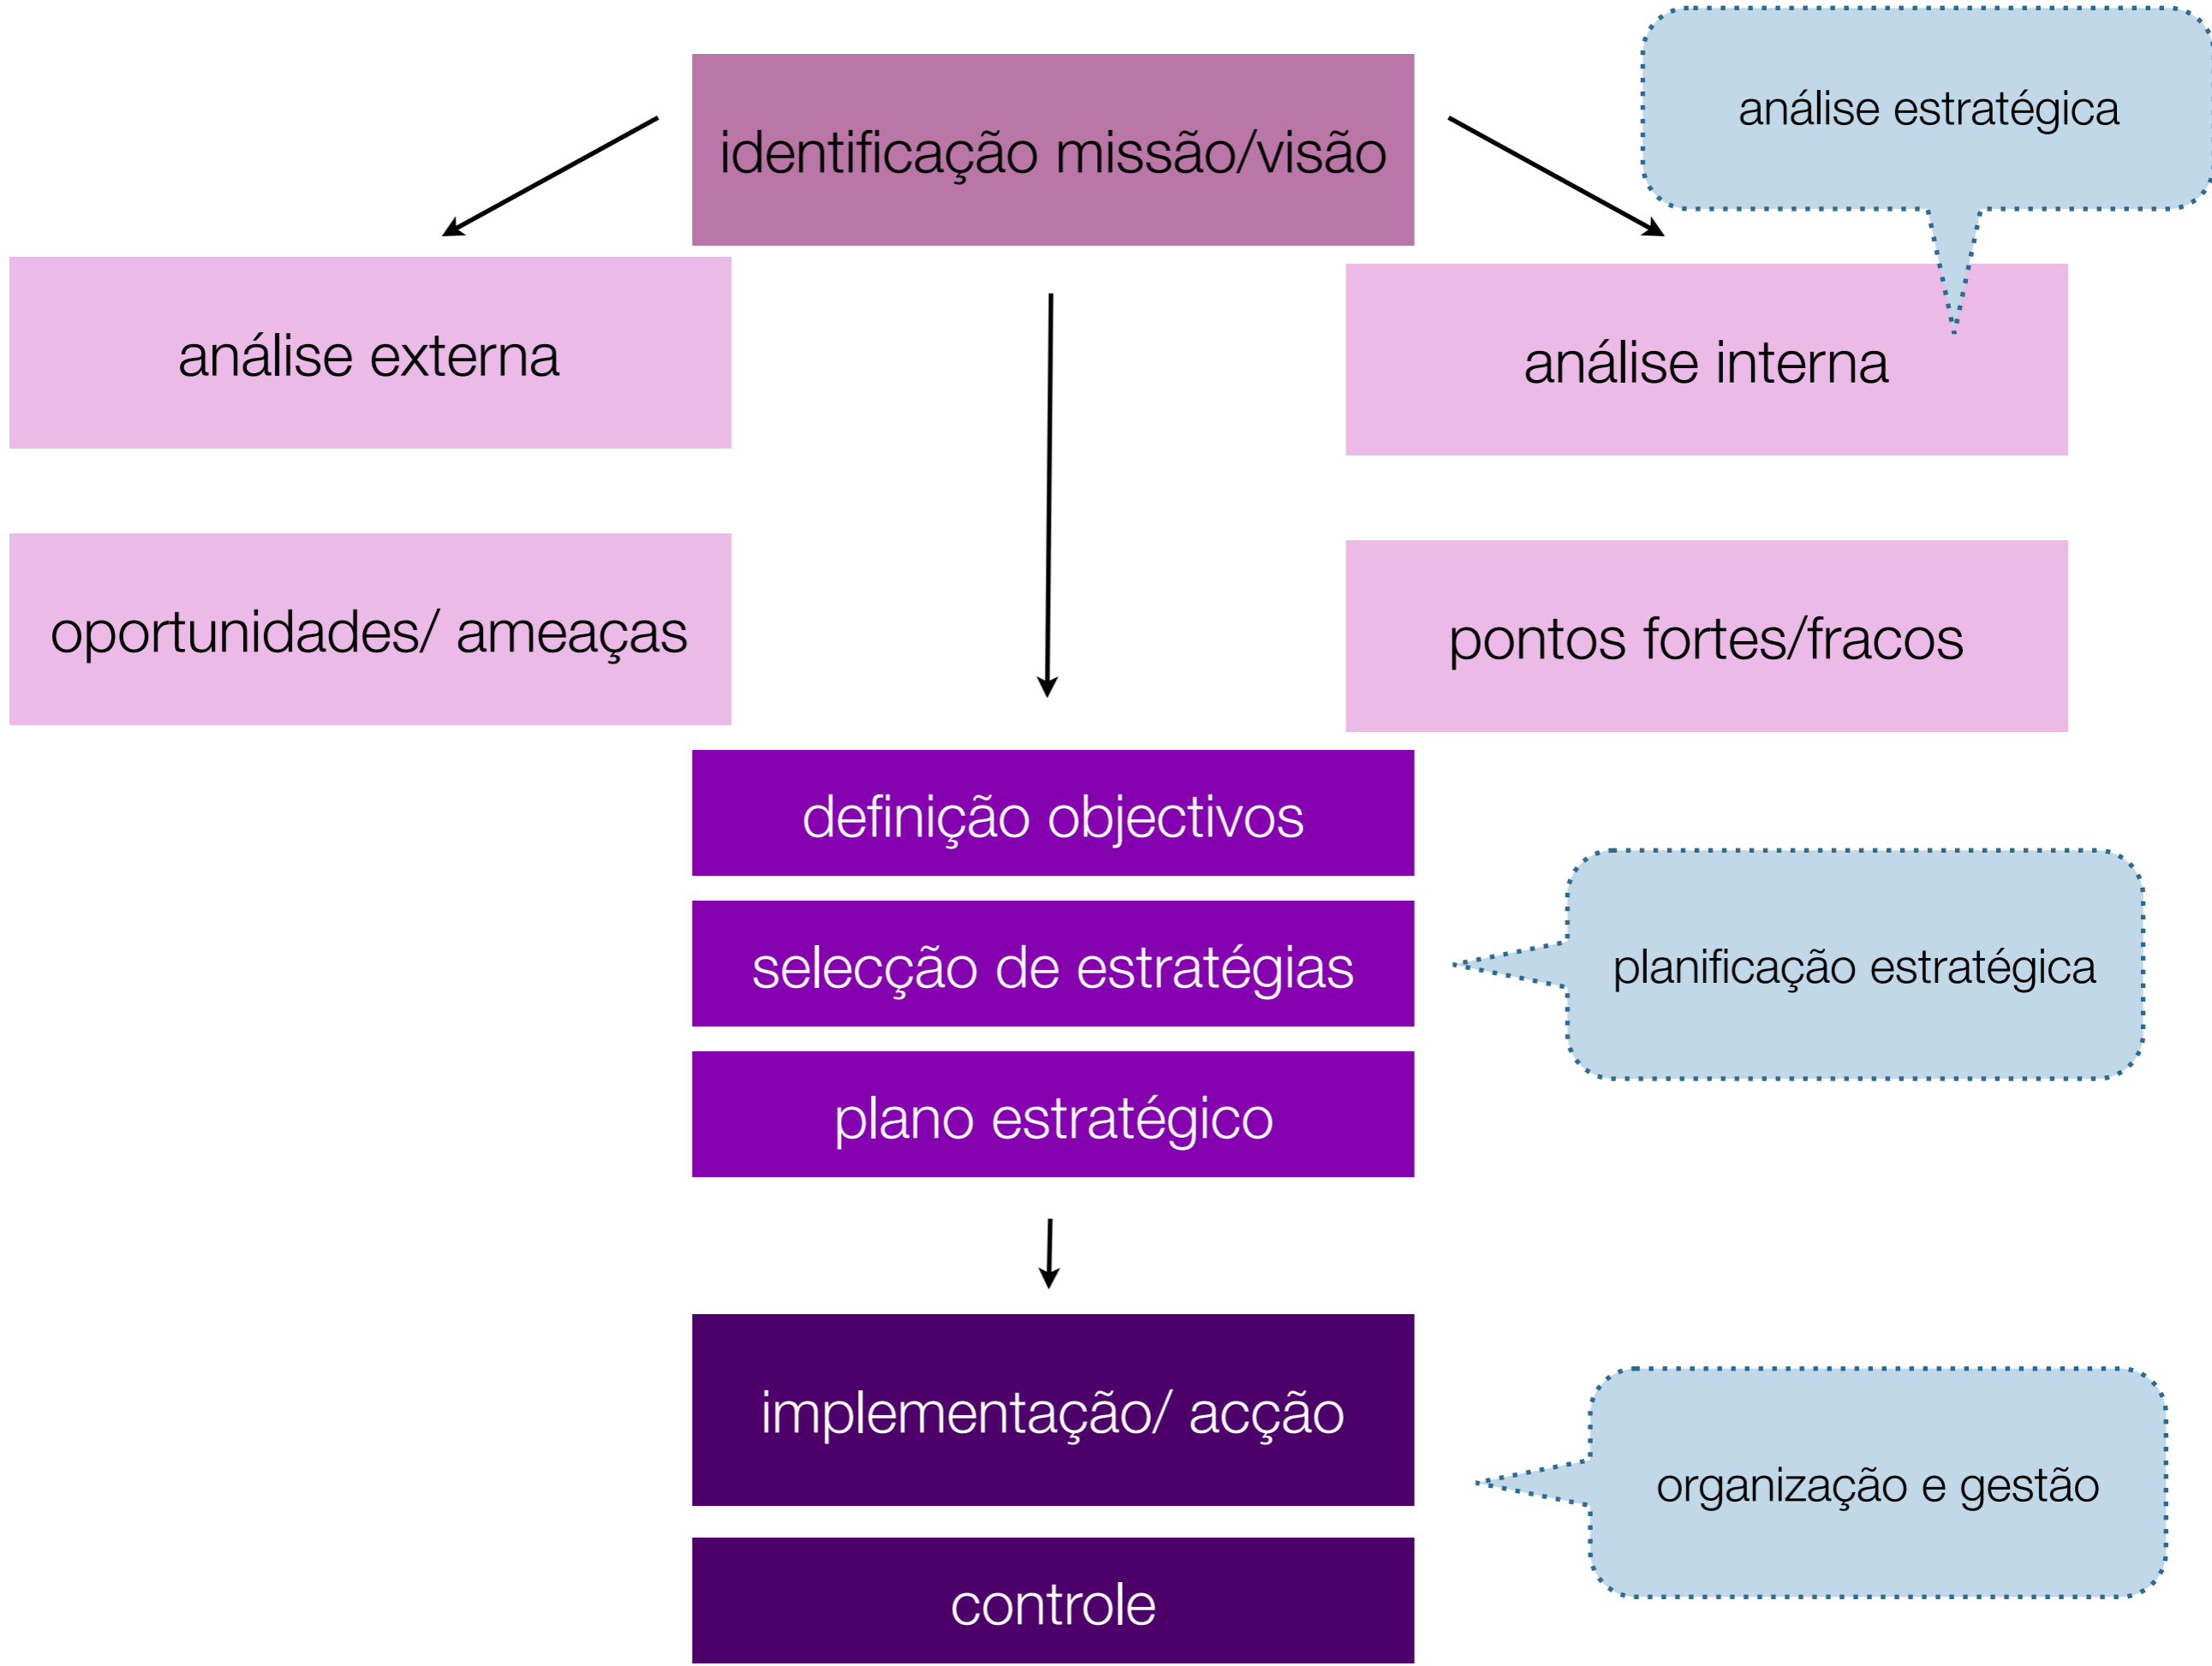 análise estratégica
identificação missão/visão
análise externa
análise interna
oportunidades/ ameaças
pontos fortes/fracos
definição objectivos
selecção de estratégias
planificação estratégica
plano estratégico
implementação/ acção
organização e gestão
controle